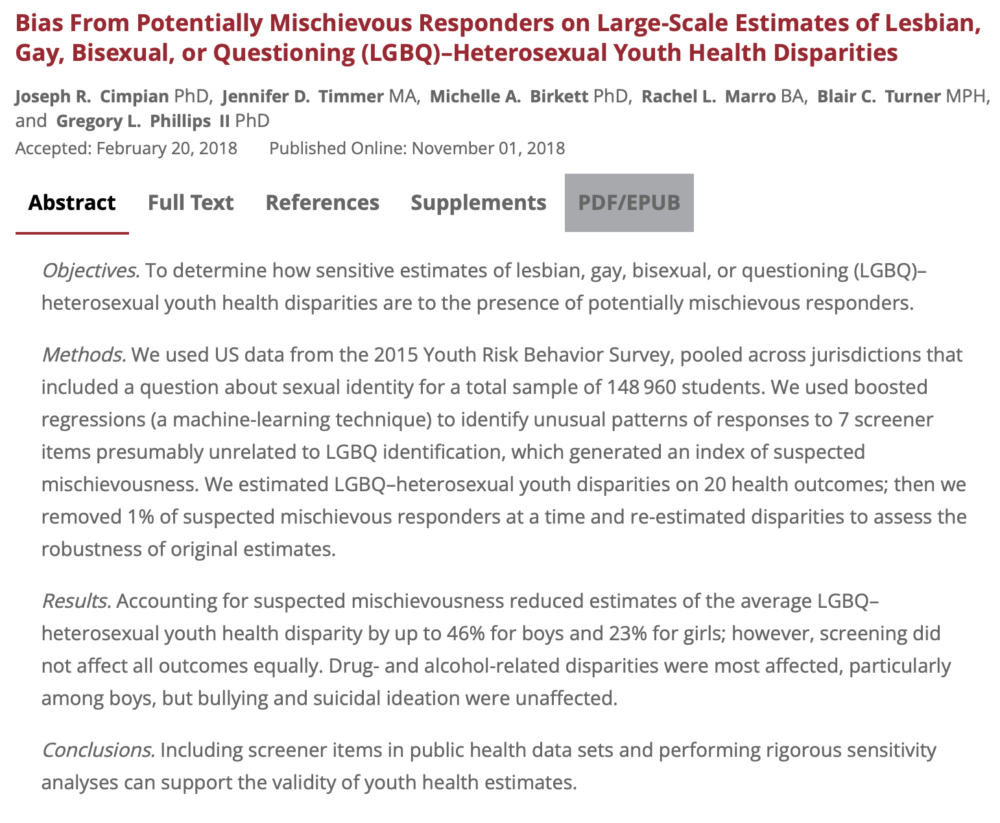 Bias From Potentially Mischievous Responders on Large-Scale Estimates of Lesbian,
Gay, Bisexual, or Questioning (LGBQ)–Heterosexual Youth Health Disparities
Joseph R. Cimpian PhD, Jennifer D. Timmer MA, Michelle A. Birkett PhD, Rachel L. Marro BA, Blair C. Turner MPH,
and Gregory L. Phillips II PhD
Accepted: February 20, 2018 Published Online: November 01, 2018
Abstract Full Text References Supplements PDF/EPUB
Objectives. To determine how sensitive estimates of lesbian, gay, bisexual, or questioning (LGBQ)–
heterosexual youth health disparities are to the presence of potentially mischievous responders.
Methods. We used US data from the 2015 Youth Risk Behavior Survey, pooled across jurisdictions that
included a question about sexual identity for a total sample of 148 960 students. We used boosted
regressions (a machine-learning technique) to identify unusual patterns of responses to 7 screener
items presumably unrelated to LGBQ identification, which generated an index of suspected
mischievousness. We estimated LGBQ–heterosexual youth disparities on 20 health outcomes; then we
removed 1% of suspected mischievous responders at a time and re-estimated disparities to assess the
robustness of original estimates.
Results. Accounting for suspected mischievousness reduced estimates of the average LGBQ–
heterosexual youth health disparity by up to 46% for boys and 23% for girls; however, screening did
not affect all outcomes equally. Drug- and alcohol-related disparities were most affected, particularly
among boys, but bullying and suicidal ideation were unaffected.
Conclusions. Including screener items in public health data sets and performing rigorous sensitivity
analyses can support the validity of youth health estimates.